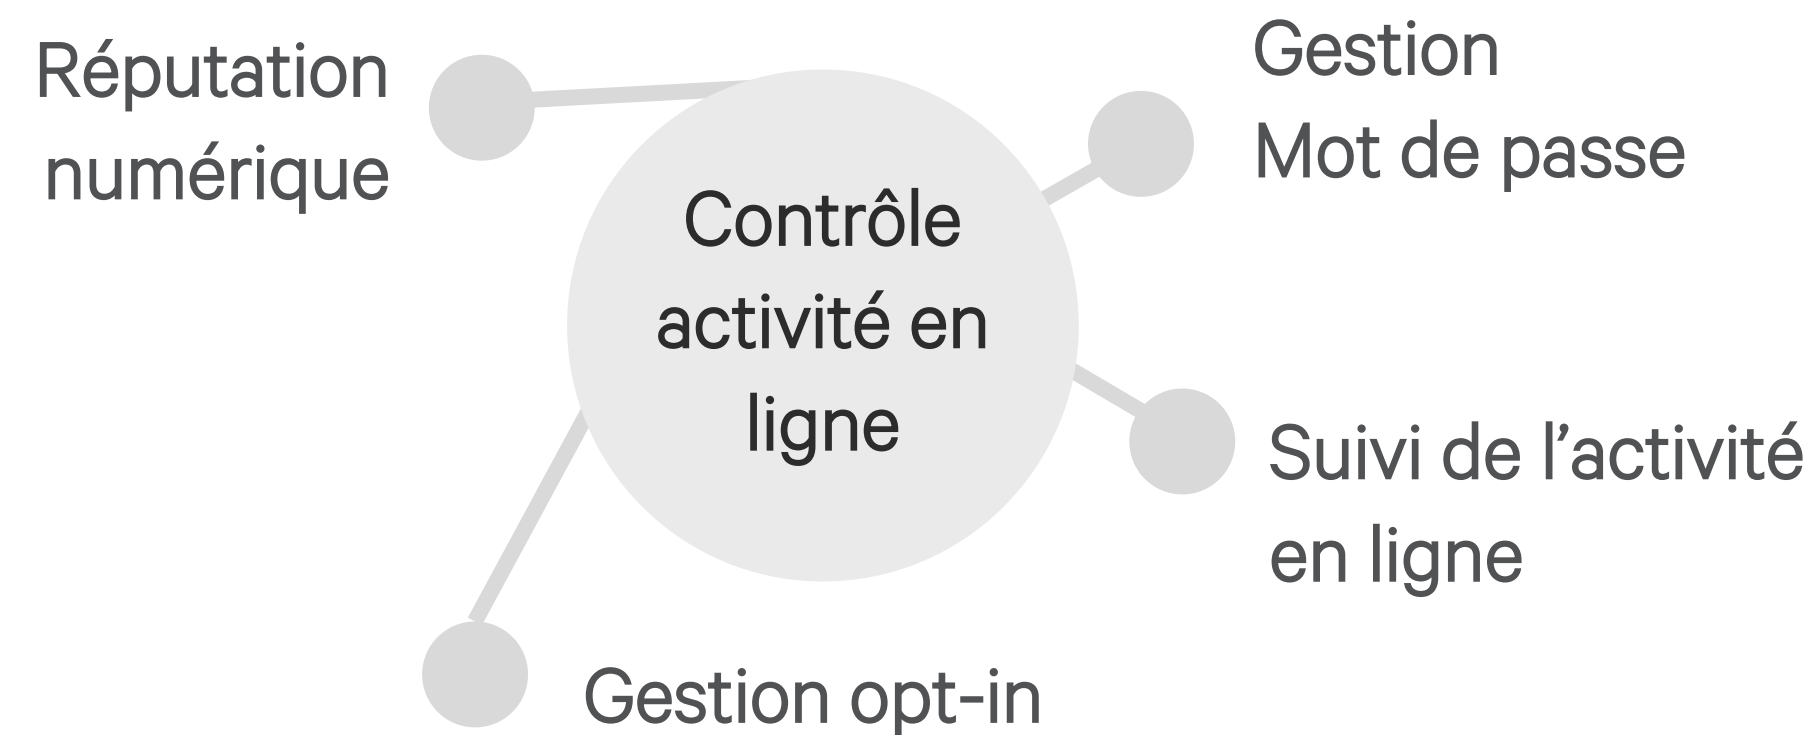 Réputation
numérique
Gestion
Mot de passe
Contrôle
activité en
ligne
Suivi de l’activité
en ligne
Gestion opt-in